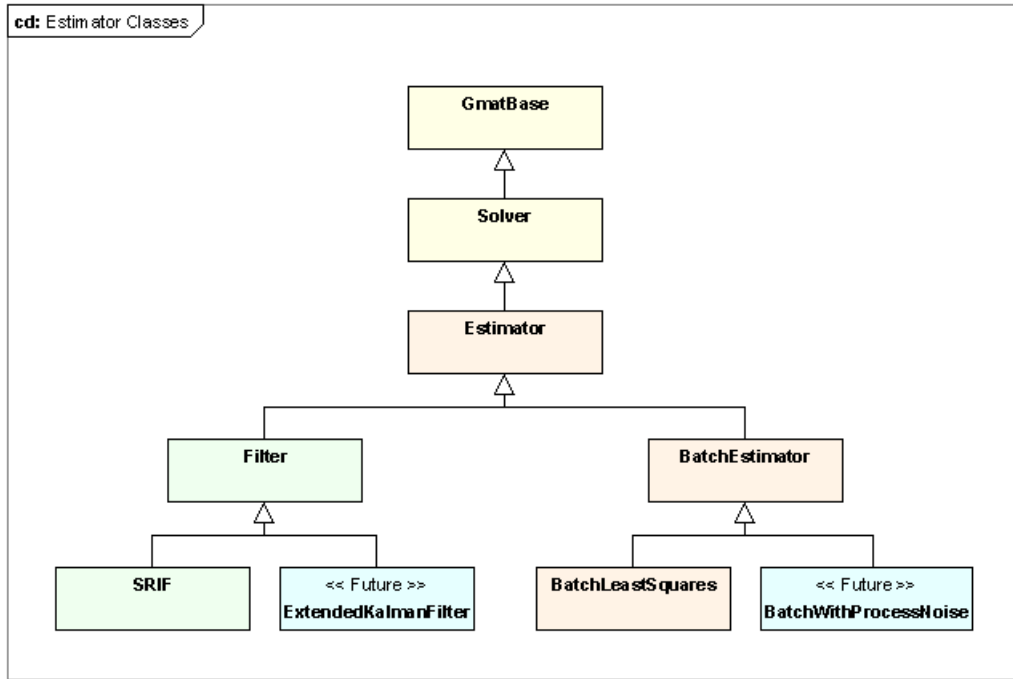 cd: Estimator Classes
GmatBase
Solver
Estimator
Filter
BatchEstimator
SRIF
<< Future >>
ExtendedKalmanFilter
BatchLeastSquares
<< Future >>
BatchWithProcessNoise